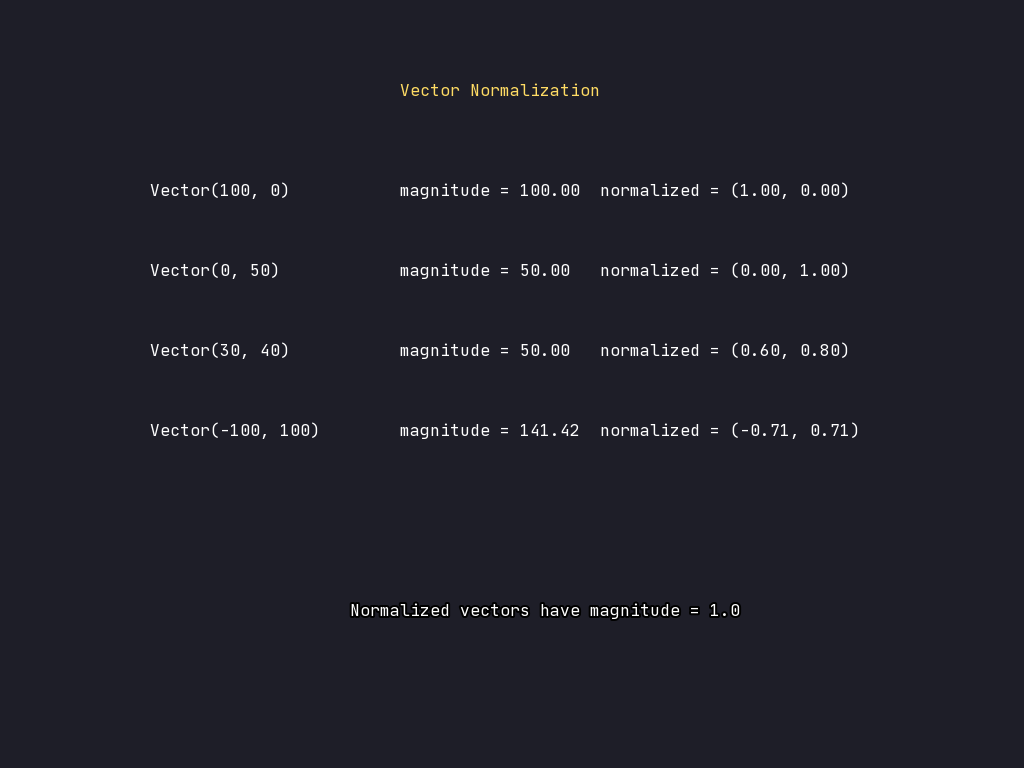 Vector Normalization
Vector(100, 0) magnitude = 100.00 normalized = (1.00, 0.00)
Vector(0, 50) magnitude = 50.00 normalized = (0.00, 1.00)
Vector(30, 40) magnitude = 50.00 normalized = (0.60, 0.80)
Vector(-100, 100) magnitude = 141.42 normalized = (-0.71, 0.71)
Normalized vectors have magnitude = 1.0